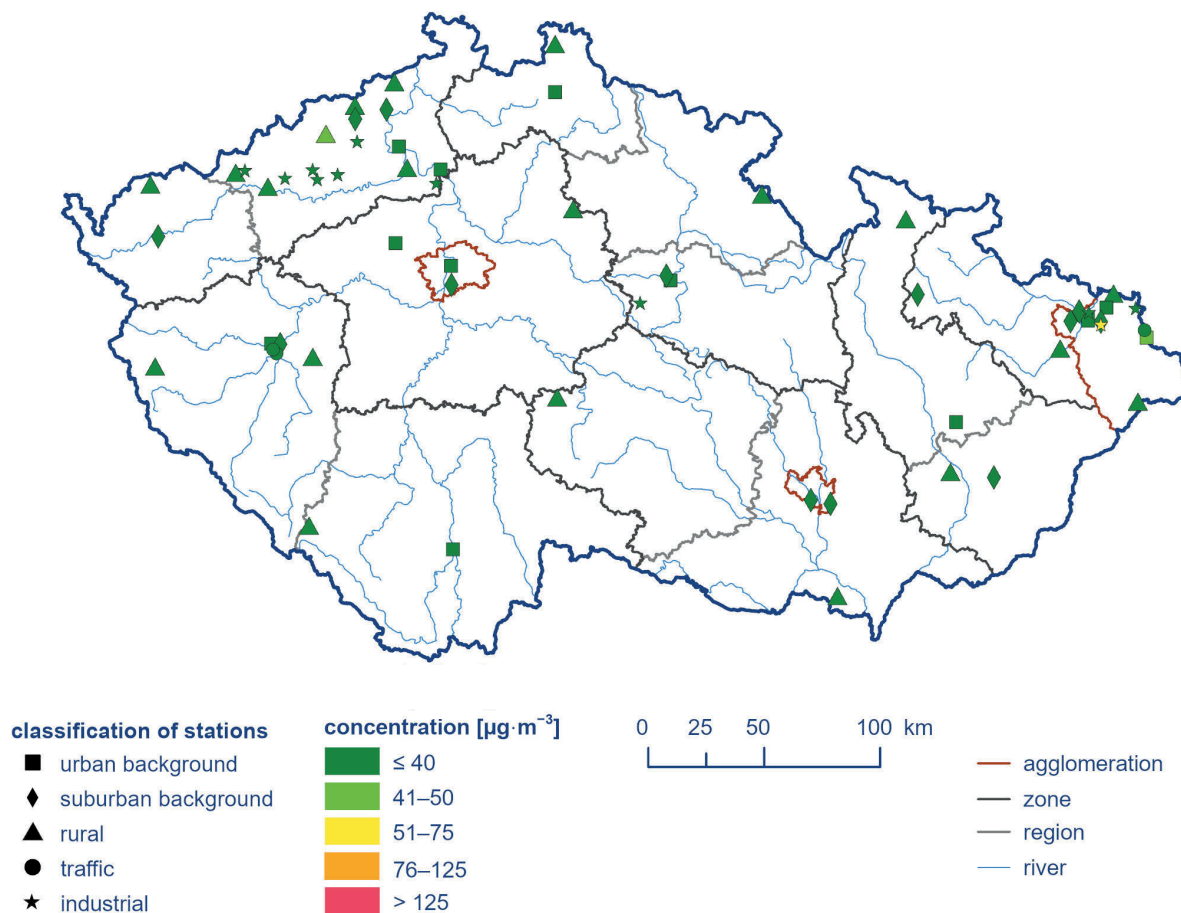 classification of stations
urban background
suburban background
rural
traffic
industrial
concentration [µg·m⁻³]
≤ 40
41–50
51–75
76–125
> 125
0 25 50 100 km
agglomeration
zone
region
river